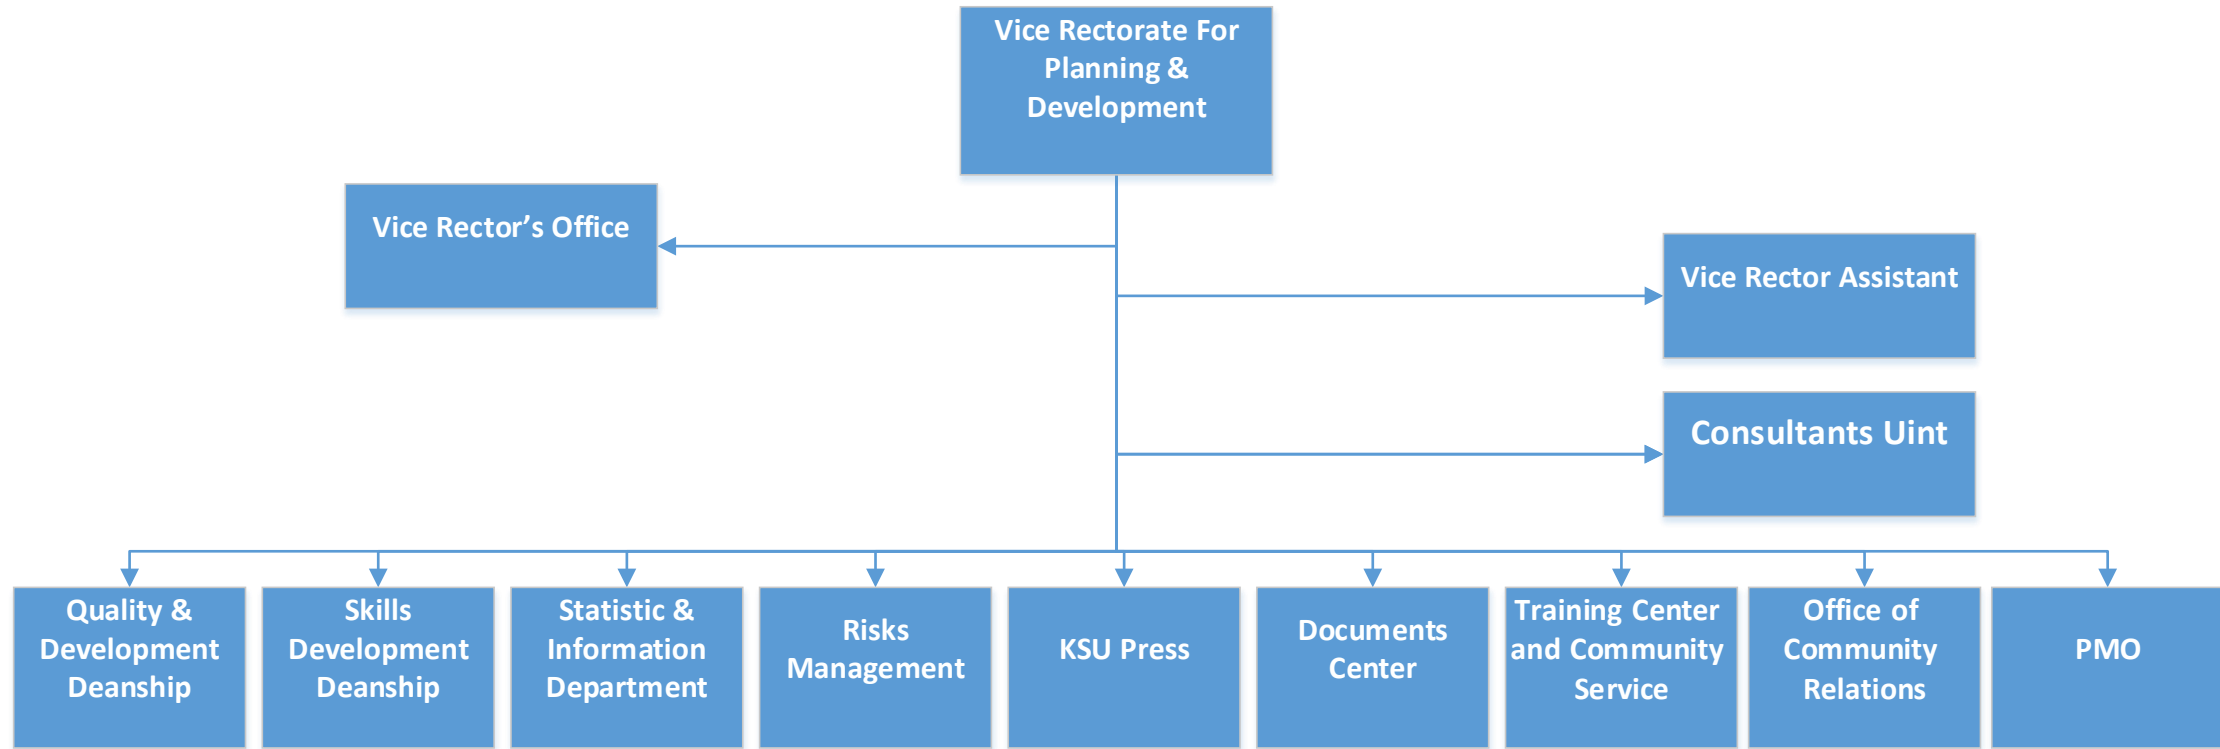 Vice Rectorate For
Planning &
Development
Vice Rector’s Office
Vice Rector Assistant
Consultants Uint
Quality &
Development
Deanship
Skills
Development
Deanship
Statistic &
Information
Department
Risks
Management
KSU Press
Documents
Center
Training Center
and Community
Service
Office of
Community
Relations
PMO